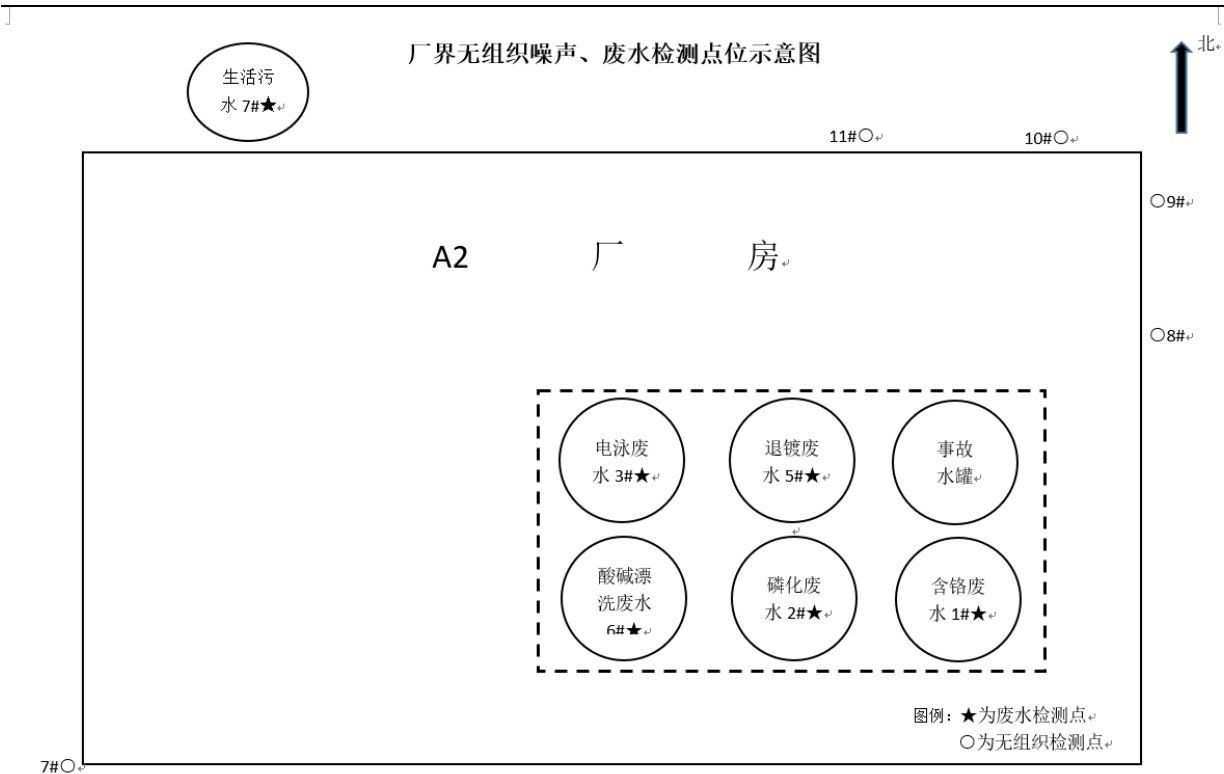 厂界无组织噪声、废水检测点位示意图
北
生活污
水 7#★
11#○
10#○
○9#
A2 厂 房
○8#
电泳废
水 3#★
退镀废
水 5#★
事故
水罐
酸碱漂
洗废水
6#★
磷化废
水 2#★
含铬废
水 1#★
图例：★为废水检测点
○为无组织检测点
7#○